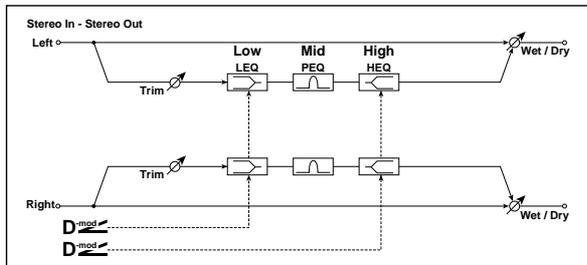 Stereo In - Stereo Out
Left
Low
Mid
High
LEQ
PEQ
HEQ
Wet / Dry
Trim
Trim
Right
Wet / Dry
D-mod
D-mod